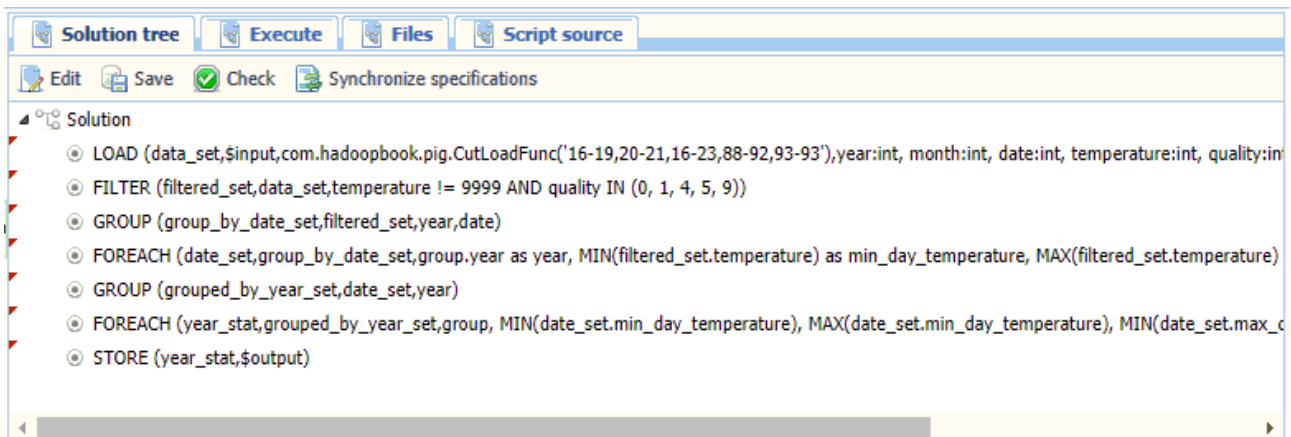 Solution tree Execute Files Script source
Edit Save Check Synchronize specifications
Solution
LOAD (data_set,$input,com.hadoopbook.pig.CutLoadFunc('16-19,20-21,16-23,88-92,93-93'),year:int, month:int, date:int, temperature:int, quality:int
FILTER (filtered_set,data_set,temperature != 9999 AND quality IN (0, 1, 4, 5, 9))
GROUP (group_by_date_set,filtered_set,year,date)
FOREACH (date_set,group_by_date_set,group.year as year, MIN(filtered_set.temperature) as min_day_temperature, MAX(filtered_set.temperature)
GROUP (grouped_by_year_set,date_set,year)
FOREACH (year_stat,grouped_by_year_set,group, MIN(date_set.min_day_temperature), MAX(date_set.min_day_temperature), MIN(date_set.max_
STORE (year_stat,$output)